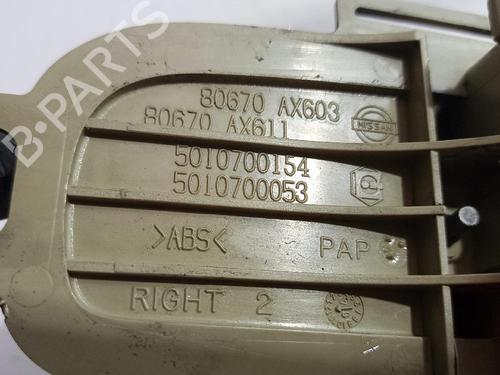 B-PARTS
80670 AX603
80670 AX611
NISSAN
5010700154
5010700053
>ABS< PAP
RIGHT 2